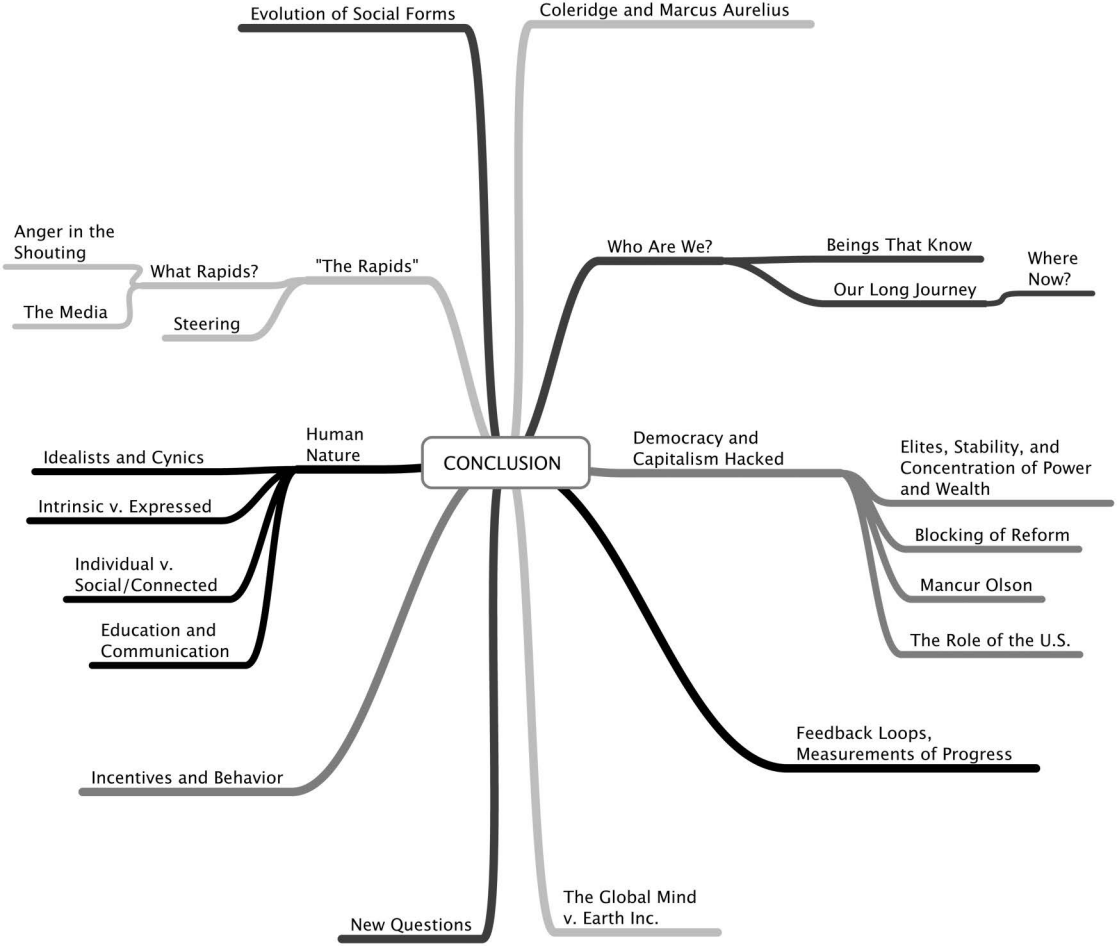 Evolution of Social Forms
Coleridge and Marcus Aurelius
Anger in the
Shouting
What Rapids?
"The Rapids"
The Media
Steering
Who Are We?
Beings That Know
Our Long Journey
Where
Now?
Human
Nature
Idealists and Cynics
Intrinsic v. Expressed
Individual v.
Social/Connected
Education and
Communication
CONCLUSION
Democracy and
Capitalism Hacked
Elites, Stability, and
Concentration of Power
and Wealth
Blocking of Reform
Mancur Olson
The Role of the U.S.
Feedback Loops,
Measurements of Progress
Incentives and Behavior
New Questions
The Global Mind
v. Earth Inc.